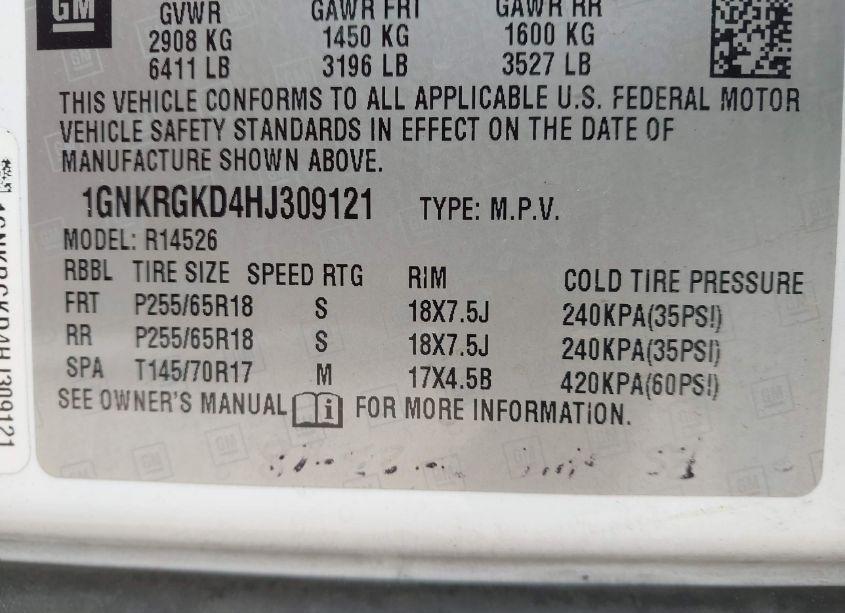 GM
GVWR GAWR FRT GAWR RR
2908 KG 1450 KG 1600 KG
6411 LB 3196 LB 3527 LB
THIS VEHICLE CONFORMS TO ALL APPLICABLE U.S. FEDERAL MOTOR
VEHICLE SAFETY STANDARDS IN EFFECT ON THE DATE OF
MANUFACTURE SHOWN ABOVE.
1GNKRGKD4HJ309121 TYPE: M.P.V.
MODEL: R14526
RBBL TIRE SIZE SPEED RTG RIM COLD TIRE PRESSURE
FRT P255/65R18 S 18X7.5J 240KPA(35PSI)
RR P255/65R18 S 18X7.5J 240KPA(35PSI)
SPA T145/70R17 M 17X4.5B 420KPA(60PSI)
SEE OWNER'S MANUAL FOR MORE INFORMATION.
1GNKRGKD4HJ309121